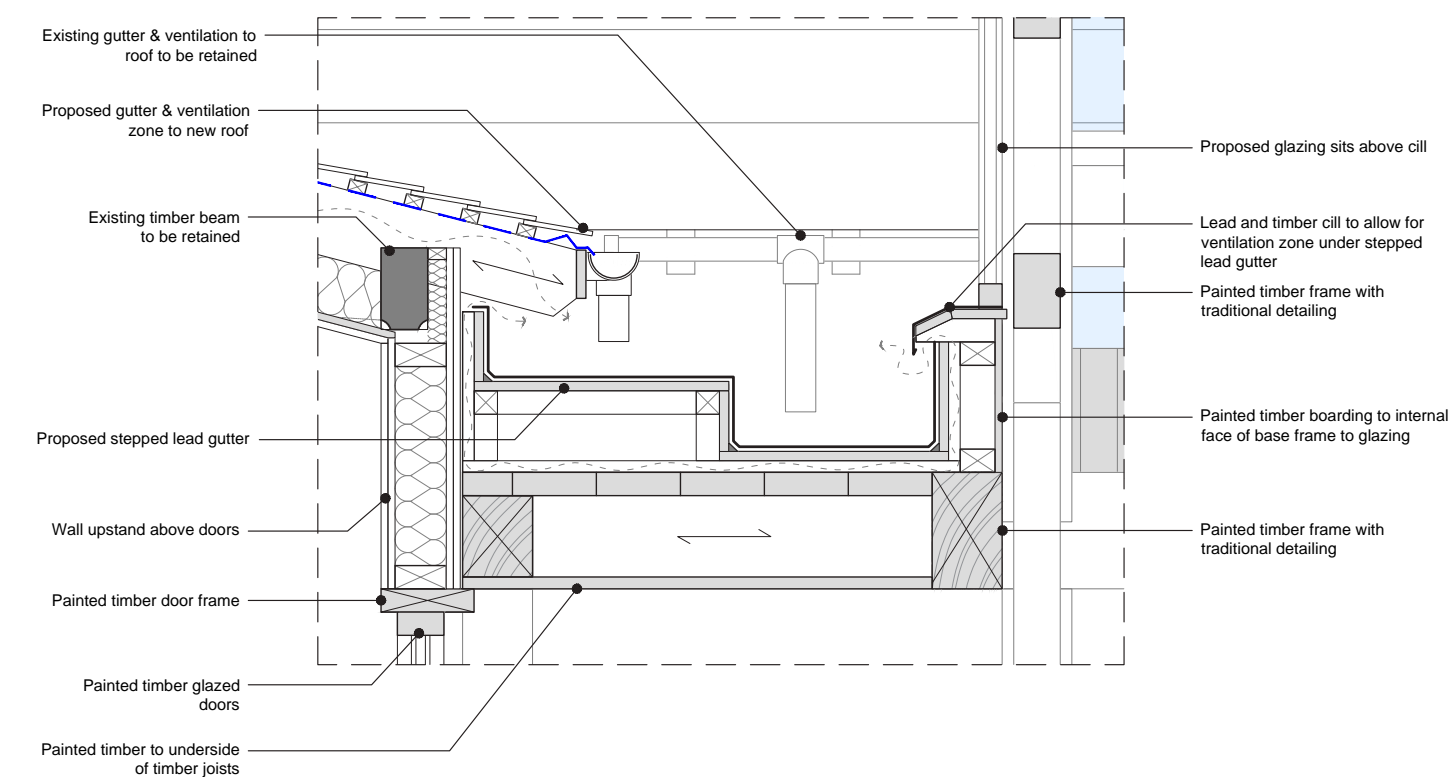 Existing gutter & ventilation to
roof to be retained
Proposed gutter & ventilation
zone to new roof
Existing timber beam
to be retained
Proposed stepped lead gutter
Wall upstand above doors
Painted timber door frame
Painted timber glazed
doors
Painted timber to underside
of timber joists
Proposed glazing sits above cill
Lead and timber cill to allow for
ventilation zone under stepped
lead gutter
Painted timber frame with
traditional detailing
Painted timber boarding to internal
face of base frame to glazing
Painted timber frame with
traditional detailing